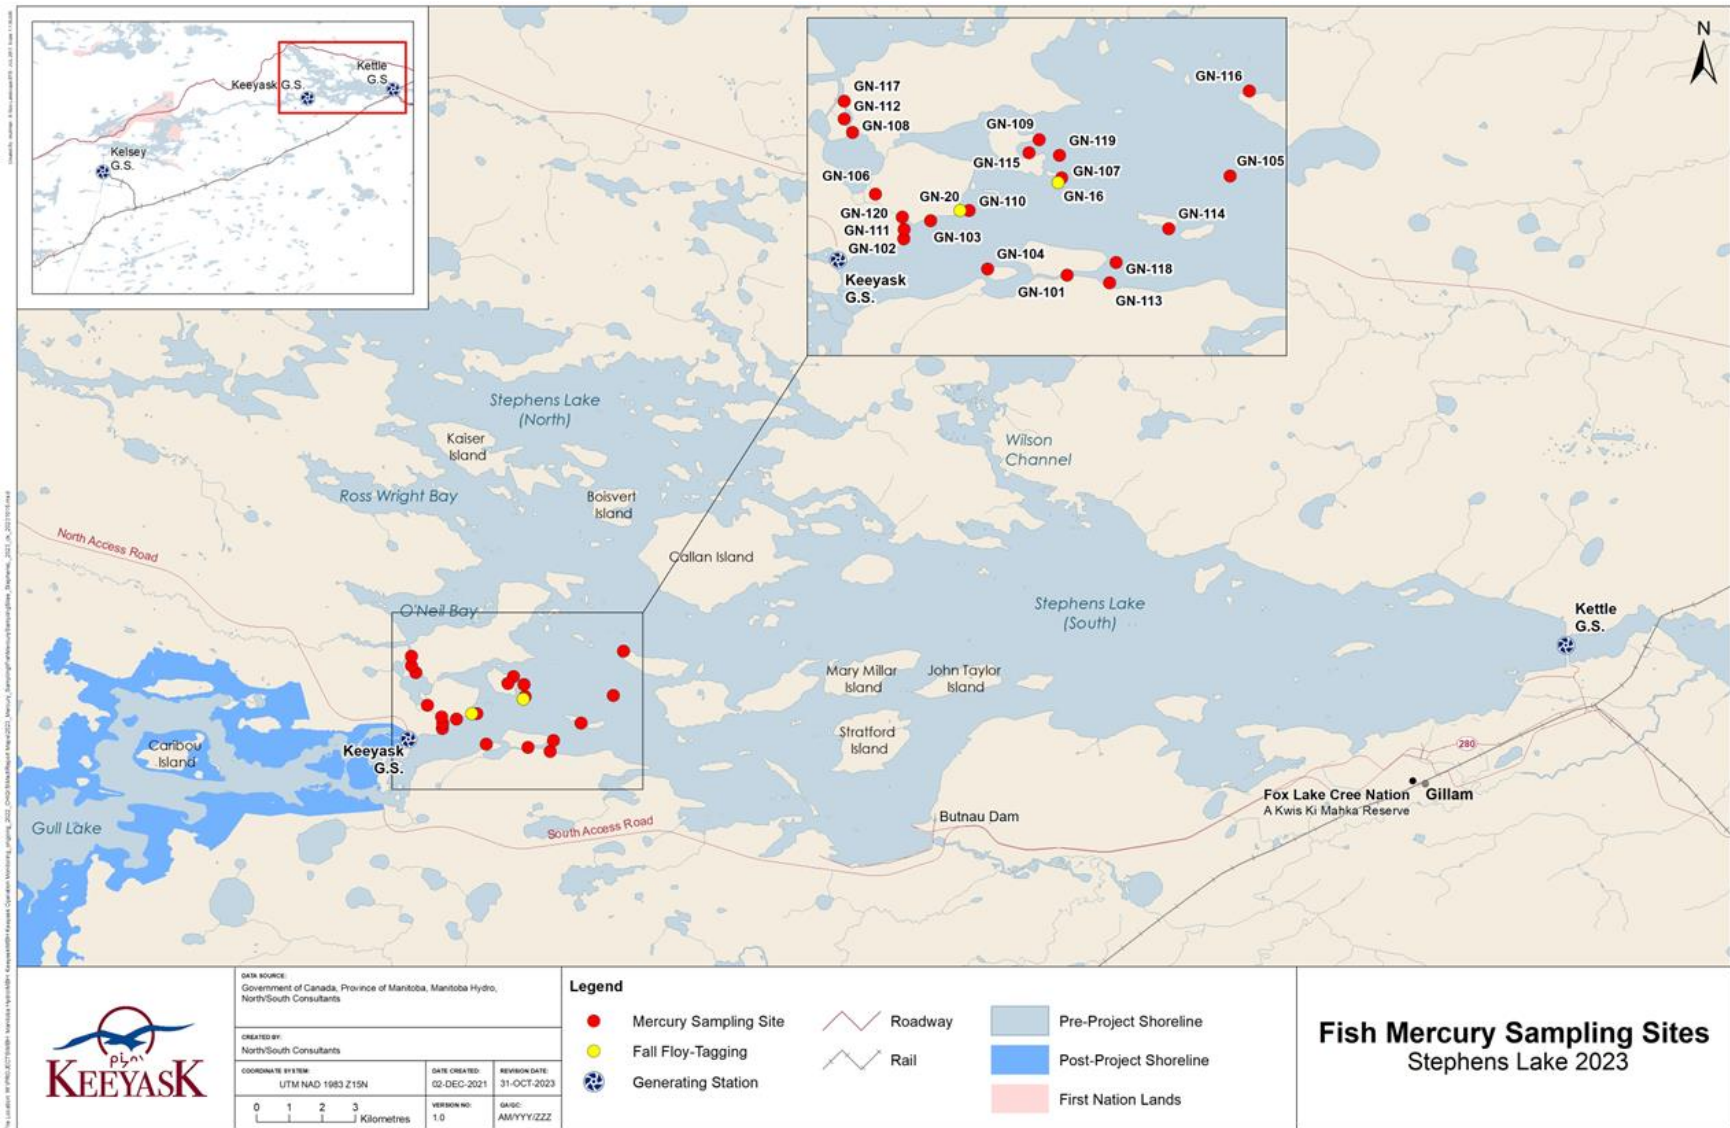 Kettle
G.S.
Keeyask G.S.
Kelsey
G.S.
N
GN-117
GN-112
GN-108
GN-116
GN-109
GN-119
GN-115
GN-107
GN-105
GN-106
GN-20
GN-110
GN-16
GN-120
GN-111
GN-103
GN-102
GN-114
GN-104
GN-118
GN-101
GN-113
Keeyask
G.S.
Stephens Lake
(North)
Kaiser
Island
Ross Wright Bay
Boisvert
Island
Wilson
Channel
North Access Road
Callan Island
O'Neil Bay
Stephens Lake
(South)
Kettle
G.S.
Mary Millar
Island
John Taylor
Island
Stratford
Island
Caribou
Island
Keeyask
G.S.
Gull Lake
South Access Road
Butnau Dam
280
Fox Lake Cree Nation
A Kwis Ki Mahka Reserve
Gillam
KEEYASK
DATA SOURCE:
Government of Canada, Province of Manitoba, Manitoba Hydro,
North/South Consultants
CREATED BY:
North/South Consultants
COORDINATE SYSTEM:
UTM NAD 1983 Z15N
DATE CREATED:
02-DEC-2021
REVISION DATE:
31-OCT-2023
0 1 2 3 Kilometres
VERSION NO:
1.0
QA/QC:
AM/YYY/ZZZ
Legend
Mercury Sampling Site
Fall Floy-Tagging
Generating Station
Roadway
Rail
Pre-Project Shoreline
Post-Project Shoreline
First Nation Lands
Fish Mercury Sampling Sites
Stephens Lake 2023